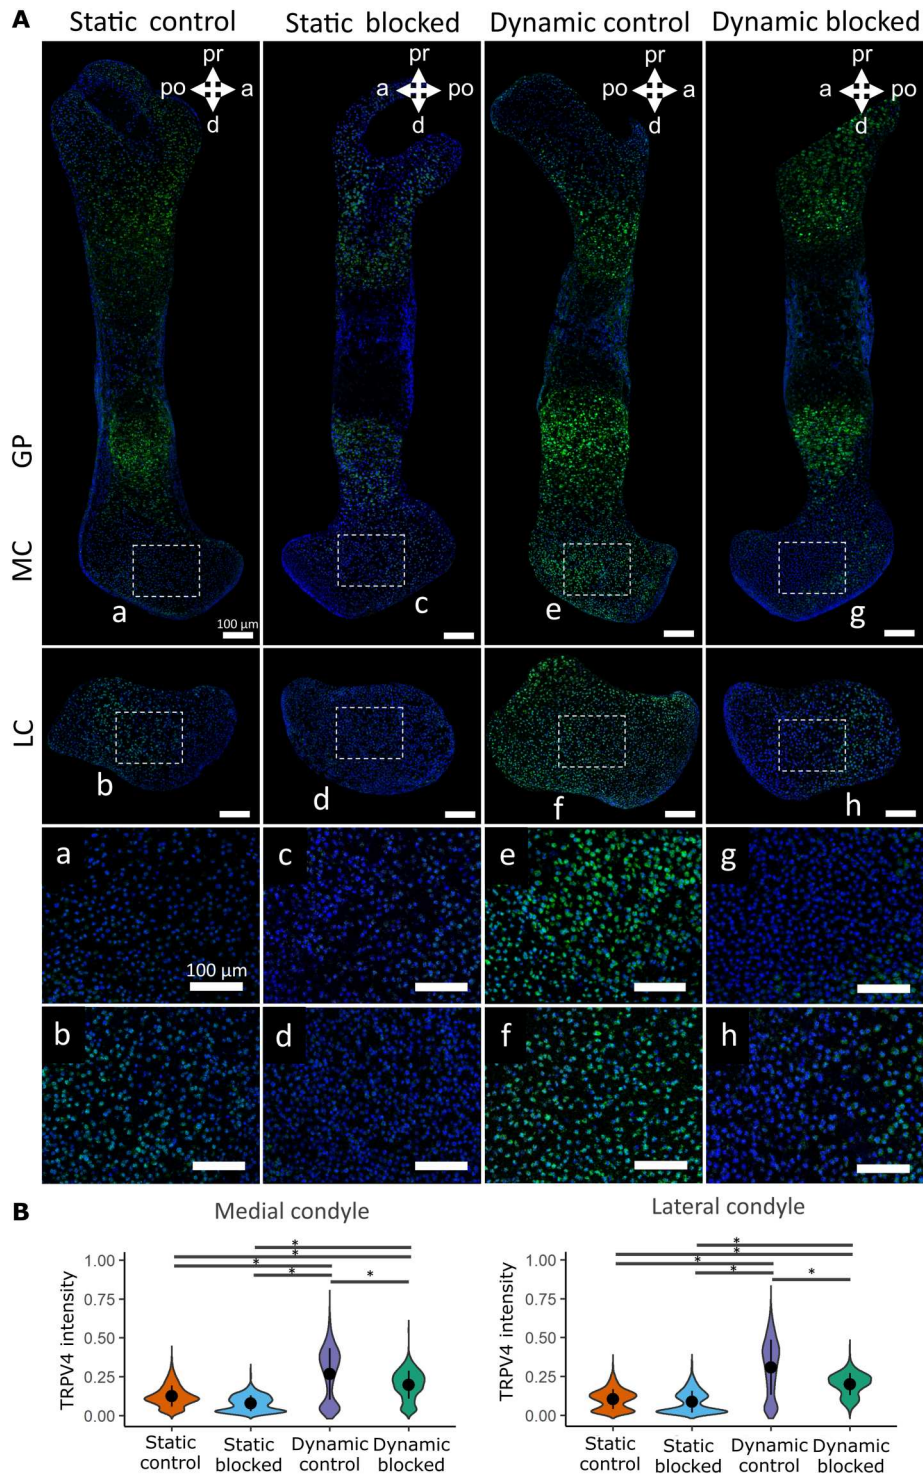 A
Static control Static blocked Dynamic control Dynamic blocked
pr pr pr pr
po a a po po a a po
d d d d
GP
MC
a c e g
100 µm
LC
b d f h
a c e g
100 µm
b d f h
B
Medial condyle Lateral condyle
* *
* *
* *
* * * *
TRPV4 intensity TRPV4 intensity
1.00 1.00
0.75 0.75
0.50 0.50
0.25 0.25
0.00 0.00
Static Static Dynamic Dynamic Static Static Dynamic Dynamic
control blocked control blocked control blocked control blocked